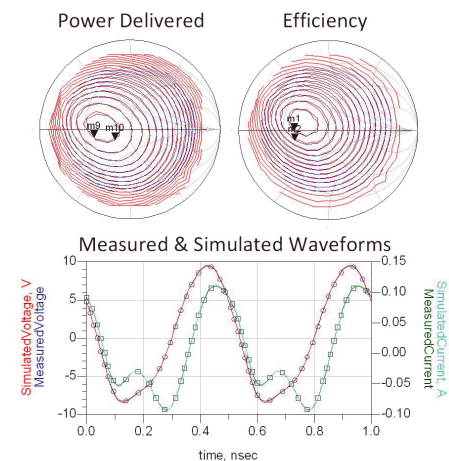 Power Delivered
Efficiency
m9
m10
m1
m2
Measured & Simulated Waveforms
SimulatedVoltage, V
MeasuredVoltage
10
5
0
-5
-10
0.15
0.10
0.05
0.00
-0.05
-0.10
SimulatedCurrent, A
MeasuredCurrent
0.0
0.2
0.4
0.6
0.8
1.0
time, nsec